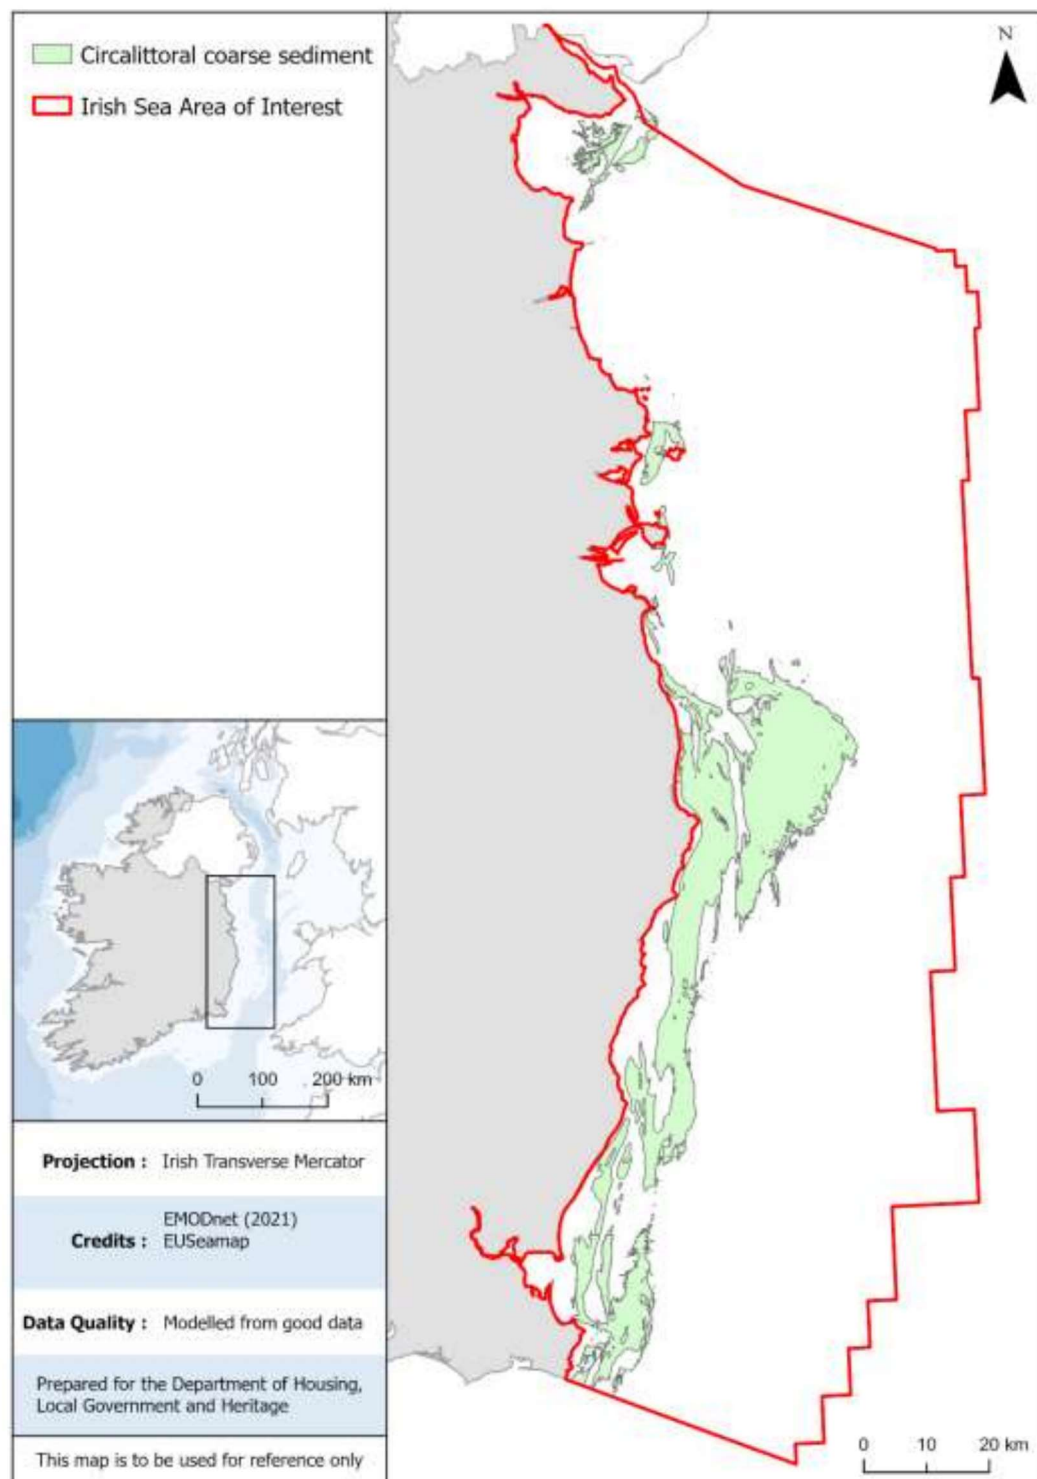 Circalittoral coarse sediment
Irish Sea Area of Interest
N
0 100 200 km
Projection : Irish Transverse Mercator
Credits : EMODnet (2021)
EUSeamap
Data Quality : Modelled from good data
Prepared for the Department of Housing,
Local Government and Heritage
This map is to be used for reference only
0 10 20 km